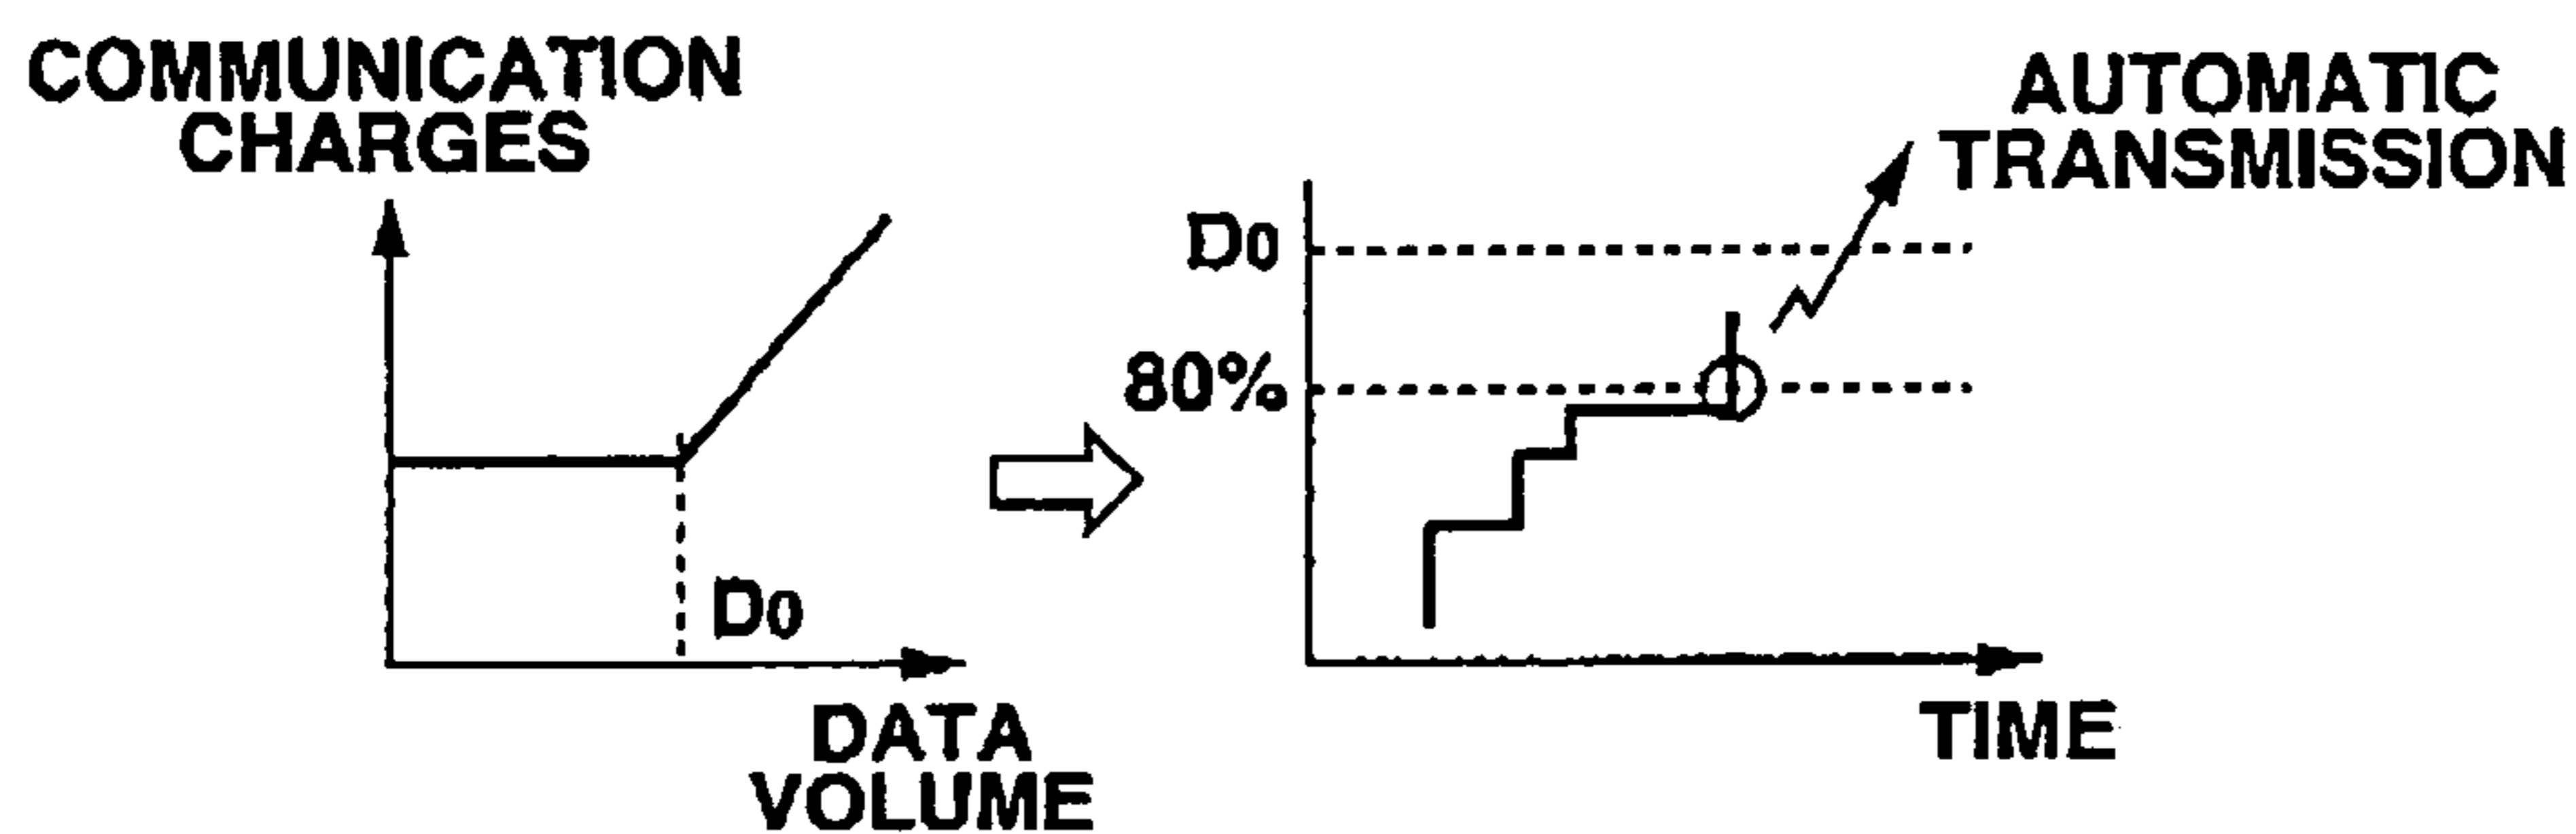 COMMUNICATION
CHARGES
D0
DATA
VOLUME
AUTOMATIC
TRANSMISSION
D0
80%
TIME